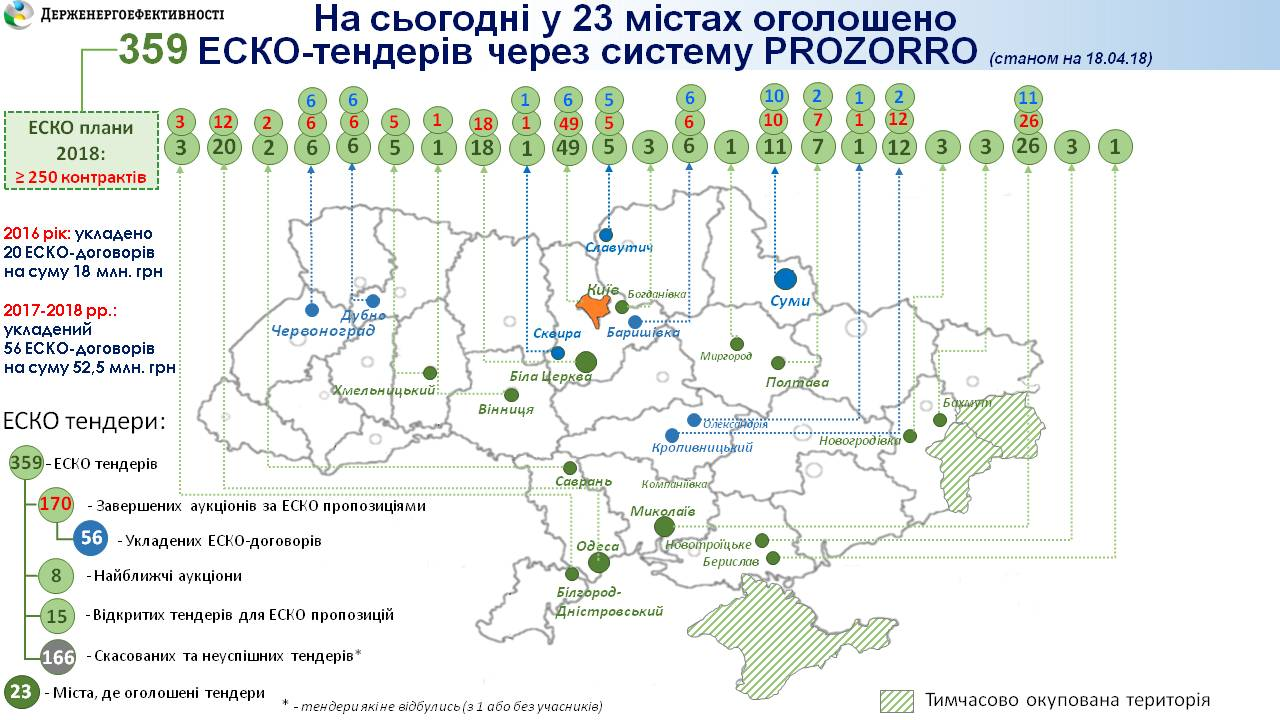 ДЕРЖЕНЕРГОЕФЕКТИВНОСТІ
На сьогодні у 23 містах оголошено
359 ЕСКО-тендерів через систему PROZORRO (станом на 18.04.18)
ЕСКО плани
2018:
≥ 250 контрактів
6 6 1 6 5 6 10 2 1 2 11
3 12 2 6 6 5 1 18 1 49 5 6 10 7 1 12 26
3 20 2 6 6 5 1 18 1 49 5 3 6 1 11 7 1 12 3 3 26 3 1
2016 рік: укладено
20 ЕСКО-договорів
на суму 18 млн. грн
2017-2018 рр.:
укладений
56 ЕСКО-договорів
на суму 52,5 млн. грн
Славутич
Київ
Богданівка
Суми
Дубно
Червоноград
Сквира
Баришівка
Миргород
Біла Церква
Полтава
Хмельницький
Вінниця
Бахмут
Олександрія
Новогродівка
Кропивницький
Саврань
Компаніївка
Миколаїв
Одеса
Новотроїцьке
Берислав
Білгород-
Дністровський
ЕСКО тендери:
359 - ЕСКО тендерів
170 - Завершених аукціонів за ЕСКО пропозиціями
56 - Укладених ЕСКО-договорів
8 - Найближчі аукціони
15 - Відкритих тендерів для ЕСКО пропозицій
166 - Скасованих та неуспішних тендерів*
23 - Міста, де оголошені тендери
* - тендери які не відбулись (з 1 або без учасників)
Тимчасово окупована територія